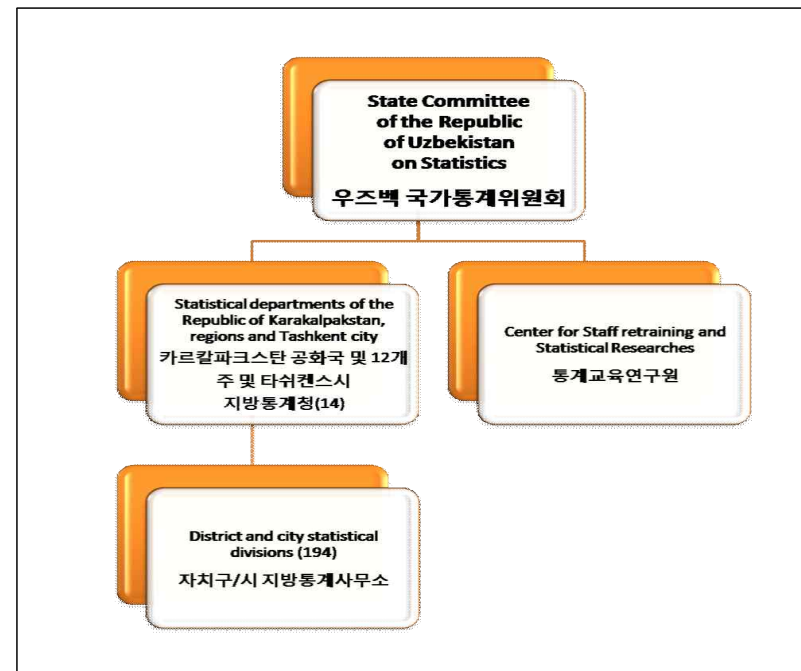 State Committee
of the Republic
of Uzbekistan
on Statistics
우즈백 국가통계위원회
Statistical departments of the
Republic of Karakalpakstan,
regions and Tashkent city
카르칼파크스탄 공화국 및 12개
주 및 타쉬켄스시
지방통계청(14)
Center for Staff retraining and
Statistical Researches
통계교육연구원
District and city statistical
divisions (194)
자치구/시 지방통계사무소